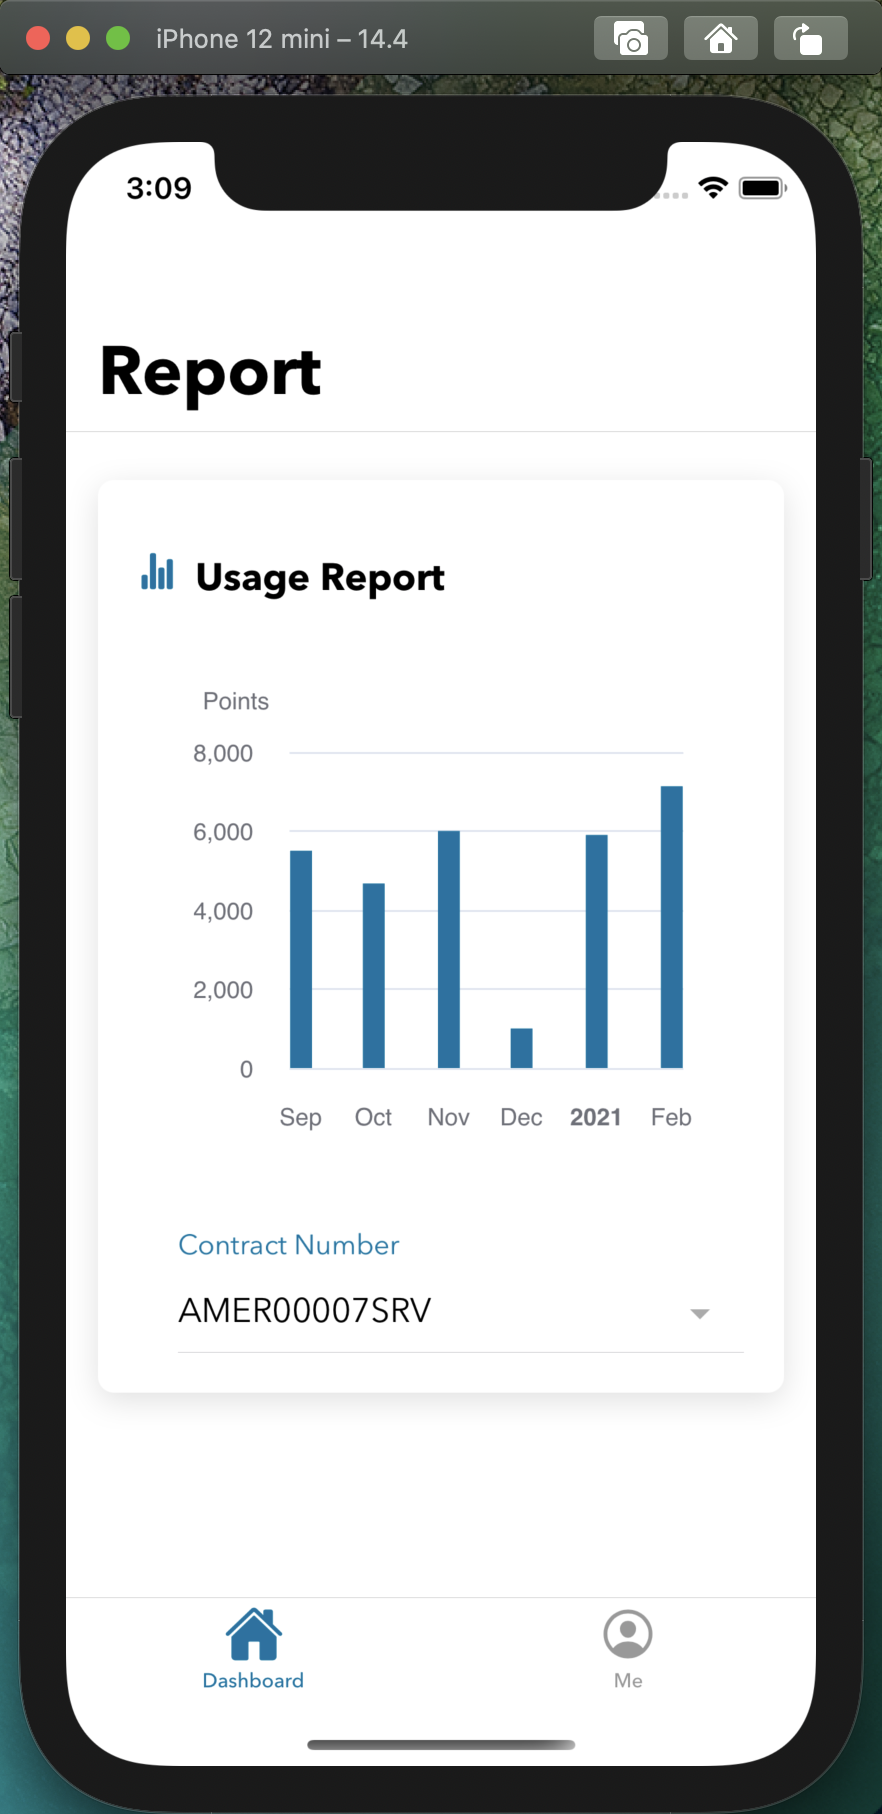 iPhone 12 mini – 14.4
3:09
Report
Usage Report
Points
8,000
6,000
4,000
2,000
0
Sep Oct Nov Dec 2021 Feb
Contract Number
AMER00007SRV
Dashboard Me